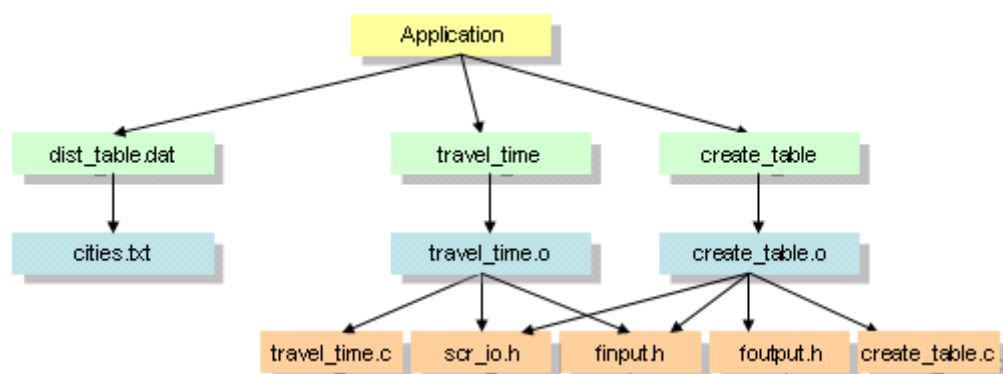 Application
dist_table.dat
travel_time
create_table
cities.txt
travel_time.o
create_table.o
travel_time.c
scr_io.h
finput.h
foutput.h
create_table.c